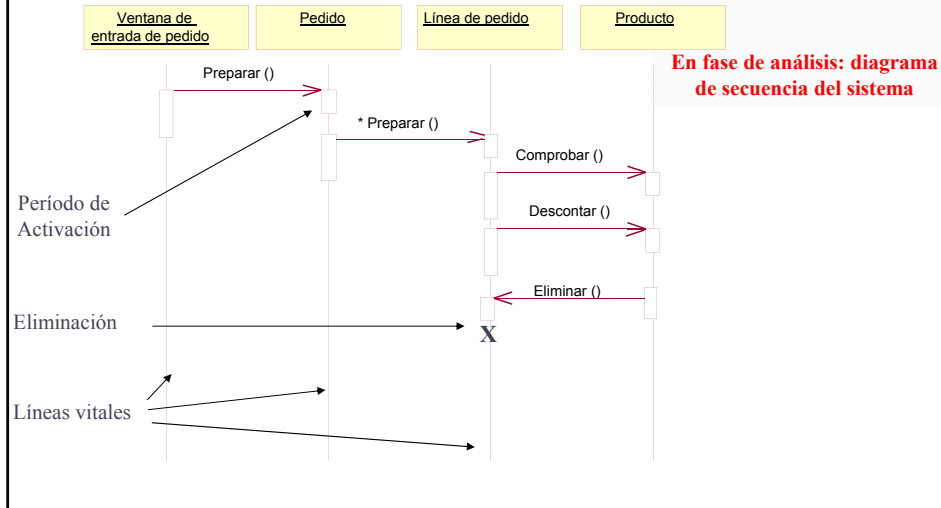 Ventana de
entrada de pedido
Pedido
Línea de pedido
Producto
En fase de análisis: diagrama
de secuencia del sistema
Preparar ()
* Preparar ()
Comprobar ()
Período de
Activación
Descontar ()
Eliminar ()
Eliminación
X
Líneas vitales